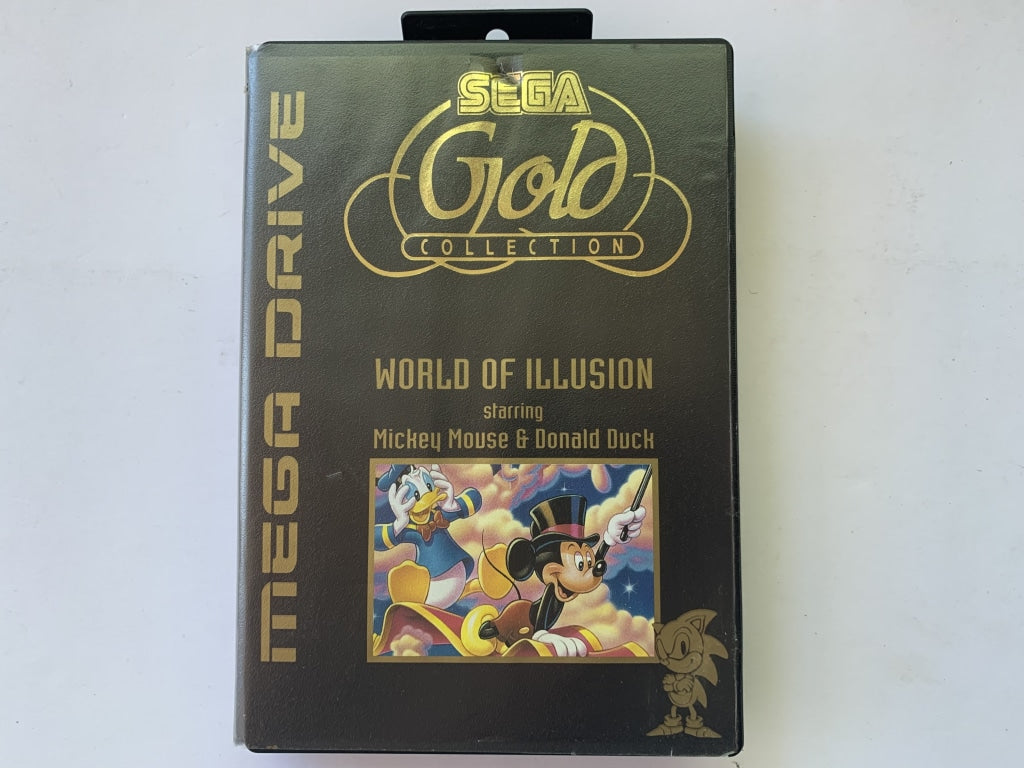 SEGA
Gold
COLLECTION
MEGA DRIVE
WORLD OF ILLUSION
starring
Mickey Mouse & Donald Duck